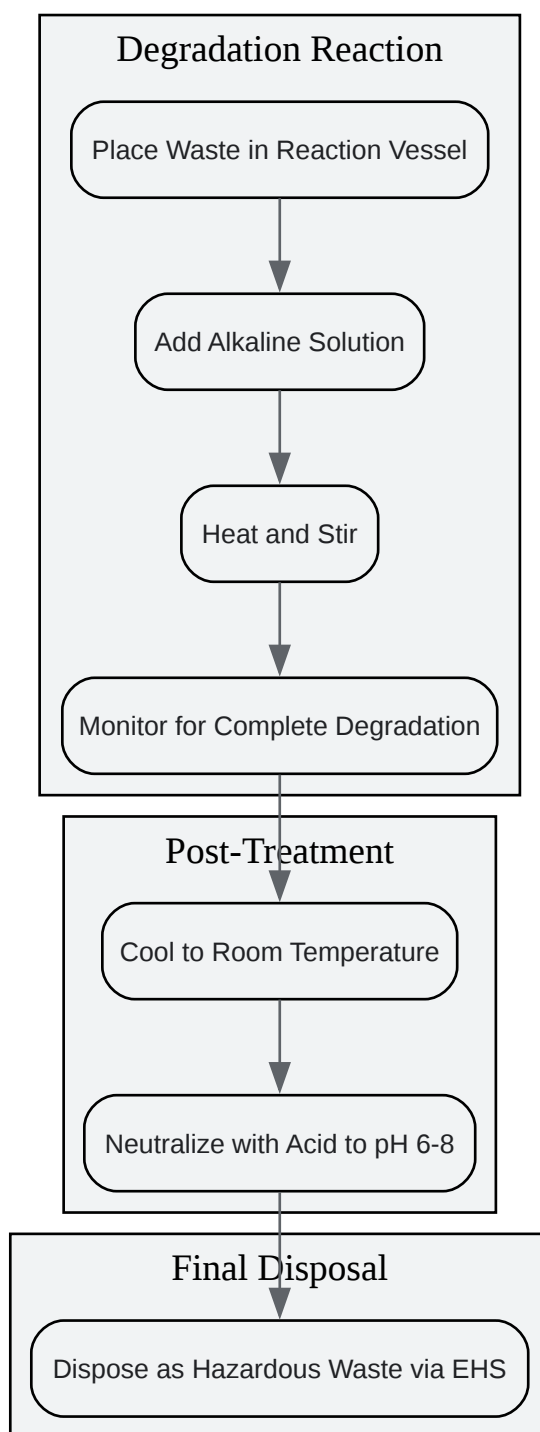 Degradation Reaction
Place Waste in Reaction Vessel
Add Alkaline Solution
Heat and Stir
Monitor for Complete Degradation
Post-Treatment
Cool to Room Temperature
Neutralize with Acid to pH 6-8
Final Disposal
Dispose as Hazardous Waste via EHS